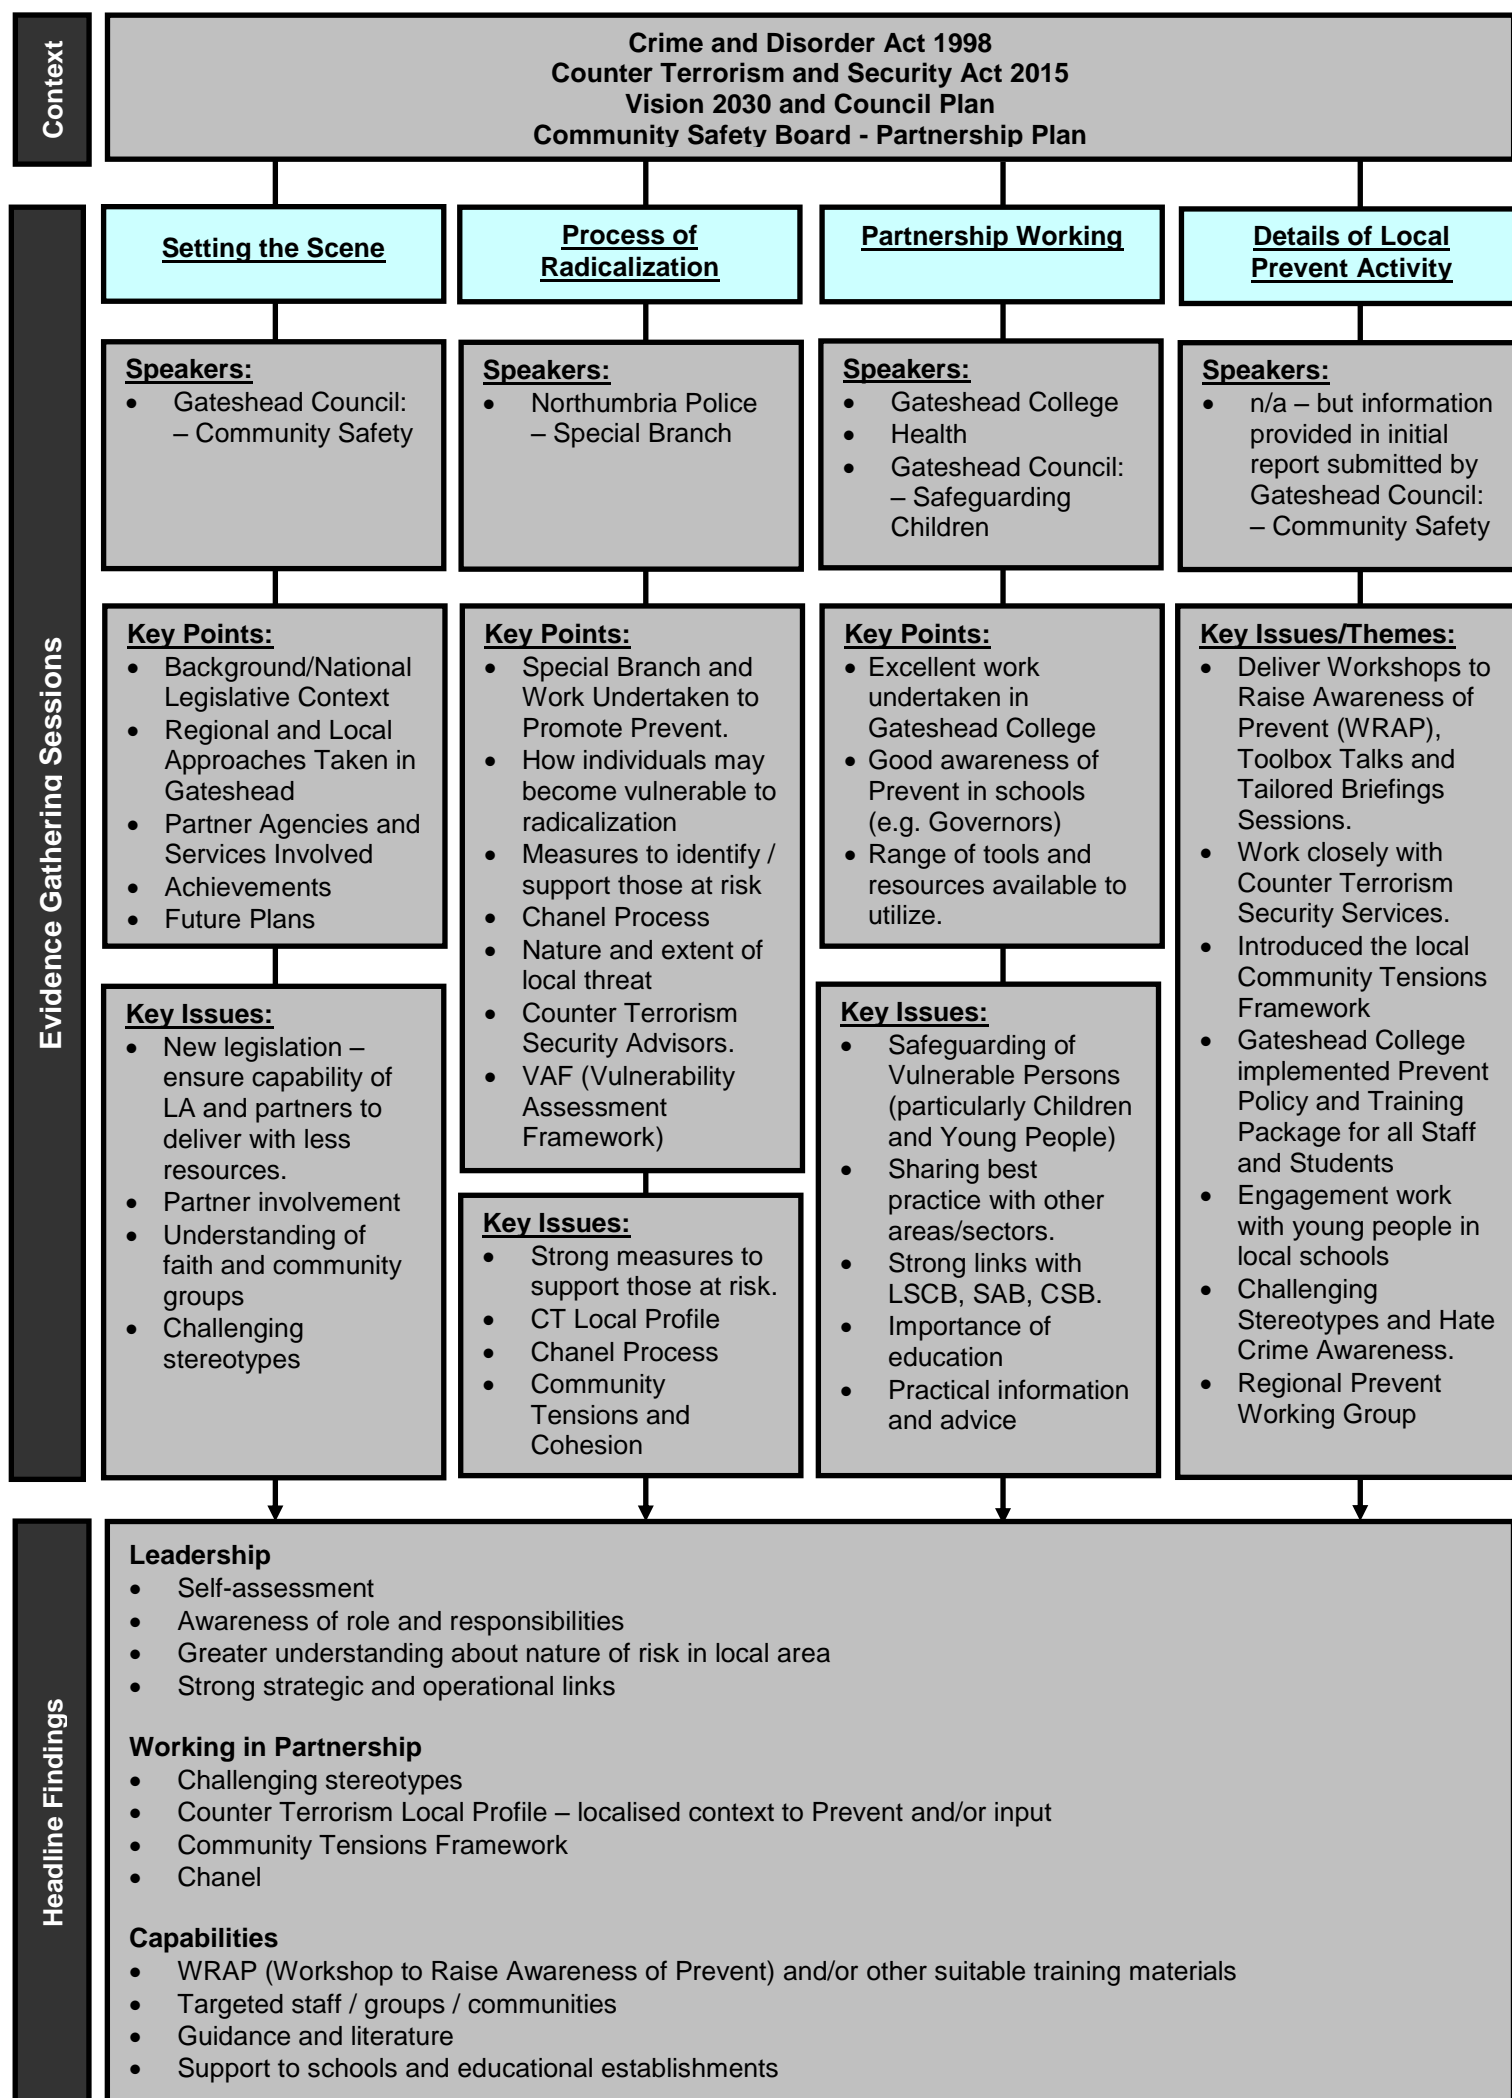 Context
Crime and Disorder Act 1998
Counter Terrorism and Security Act 2015
Vision 2030 and Council Plan
Community Safety Board - Partnership Plan
Evidence Gathering Sessions
Setting the Scene
Speakers:
• Gateshead Council:
– Community Safety
Key Points:
• Background/National
Legislative Context
• Regional and Local
Approaches Taken in
Gateshead
• Partner Agencies and
Services Involved
• Achievements
• Future Plans
Key Issues:
• New legislation –
ensure capability of
LA and partners to
deliver with less
resources.
• Partner involvement
• Understanding of
faith and community
groups
• Challenging
stereotypes
Process of
Radicalization
Speakers:
• Northumbria Police
– Special Branch
Key Points:
• Special Branch and
Work Undertaken to
Promote Prevent.
• How individuals may
become vulnerable to
radicalization
• Measures to identify /
support those at risk
• Chanel Process
• Nature and extent of
local threat
• Counter Terrorism
Security Advisors.
• VAF (Vulnerability
Assessment
Framework)
Key Issues:
• Strong measures to
support those at risk.
• CT Local Profile
• Chanel Process
• Community
Tensions and
Cohesion
Partnership Working
Speakers:
• Gateshead College
• Health
• Gateshead Council:
– Safeguarding
Children
Key Points:
• Excellent work
undertaken in
Gateshead College
• Good awareness of
Prevent in schools
(e.g. Governors)
• Range of tools and
resources available to
utilize.
Key Issues:
• Safeguarding of
Vulnerable Persons
(particularly Children
and Young People)
• Sharing best
practice with other
areas/sectors.
• Strong links with
LSCB, SAB, CSB.
• Importance of
education
• Practical information
and advice
Details of Local
Prevent Activity
Speakers:
• n/a – but information
provided in initial
report submitted by
Gateshead Council:
– Community Safety
Key Issues/Themes:
• Deliver Workshops to
Raise Awareness of
Prevent (WRAP),
Toolbox Talks and
Tailored Briefings
Sessions.
• Work closely with
Counter Terrorism
Security Services.
• Introduced the local
Community Tensions
Framework
• Gateshead College
implemented Prevent
Policy and Training
Package for all Staff
and Students
• Engagement work
with young people in
local schools
• Challenging
Stereotypes and Hate
Crime Awareness.
• Regional Prevent
Working Group
Headline Findings
Leadership
• Self-assessment
• Awareness of role and responsibilities
• Greater understanding about nature of risk in local area
• Strong strategic and operational links
Working in Partnership
• Challenging stereotypes
• Counter Terrorism Local Profile – localised context to Prevent and/or input
• Community Tensions Framework
• Chanel
Capabilities
• WRAP (Workshop to Raise Awareness of Prevent) and/or other suitable training materials
• Targeted staff / groups / communities
• Guidance and literature
• Support to schools and educational establishments